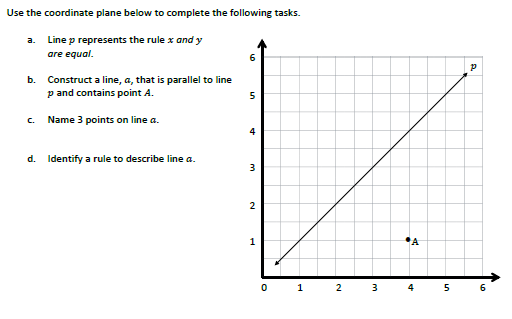 Use the coordinate plane below to complete the following tasks.
a. Line p represents the rule x and y
are equal.
b. Construct a line, a, that is parallel to line
p and contains point A.
c. Name 3 points on line a.
d. Identify a rule to describe line a.
6
p
5
4
3
2
1
A
0 1 2 3 4 5 6